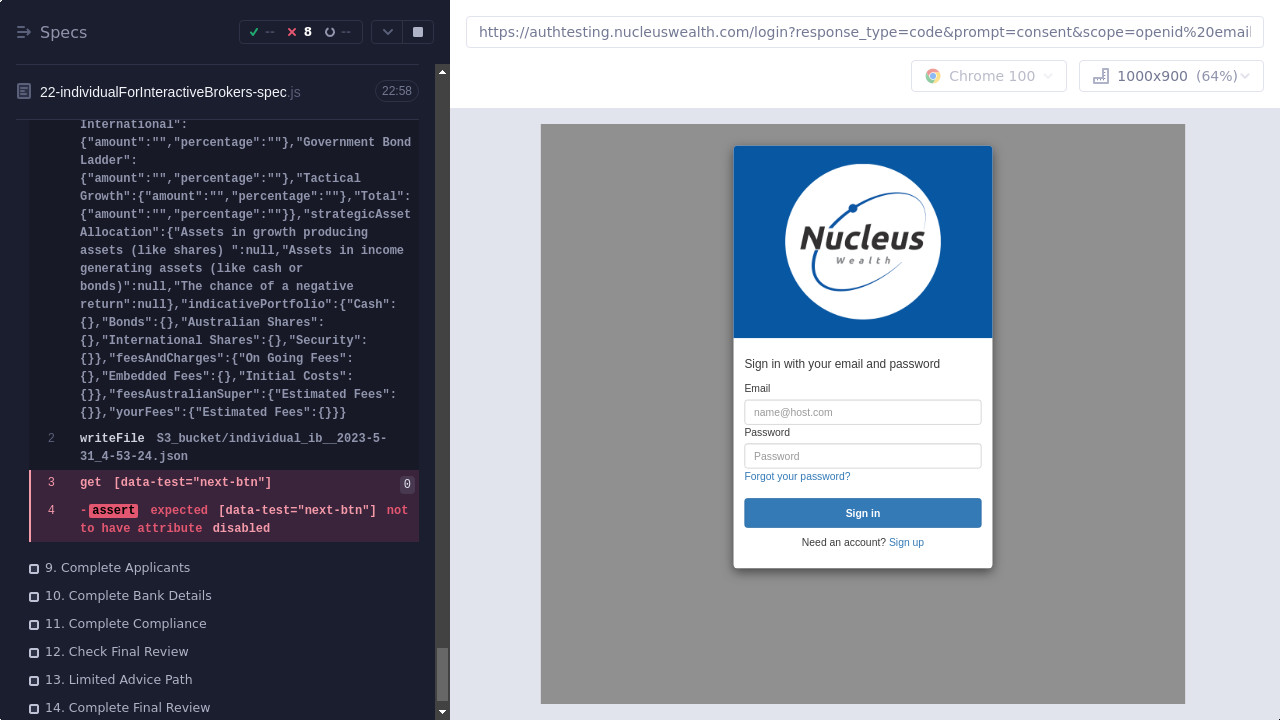 Specs
-- 8 --
22-individualForInteractiveBrokers-spec.js
22:58
International":
{"amount":"","percentage":""},"Government Bond
Ladder":
{"amount":"","percentage":""},"Tactical
Growth":{"amount":"","percentage":""},"Total":
{"amount":"","percentage":""}},"strategicAsset
Allocation":{"Assets in growth producing
assets (like shares) ":null,"Assets in income
generating assets (like cash or
bonds)":null,"The chance of a negative
return":null},"indicativePortfolio":{"Cash":
{},"Bonds":{},"Australian Shares":
{},"International Shares":{},"Security":
{}},"feesAndCharges":{"On Going Fees":
{},"Embedded Fees":{},"Initial Costs":
{}},"feesAustralianSuper":{"Estimated Fees":
{}},"yourFees":{"Estimated Fees":{}}}
2 writeFile S3_bucket/individual_ib__2023-5-
31_4-53-24.json
3 get [data-test="next-btn"] 0
4 -assert expected [data-test="next-btn"] not
to have attribute disabled
9. Complete Applicants
10. Complete Bank Details
11. Complete Compliance
12. Check Final Review
13. Limited Advice Path
14. Complete Final Review
https://authtesting.nucleuswealth.com/login?response_type=code&prompt=consent&scope=openid%20email
Chrome 100
1000x900 (64%)
Nucleus
Wealth
Sign in with your email and password
Email
name@host.com
Password
Password
Forgot your password?
Sign in
Need an account? Sign up